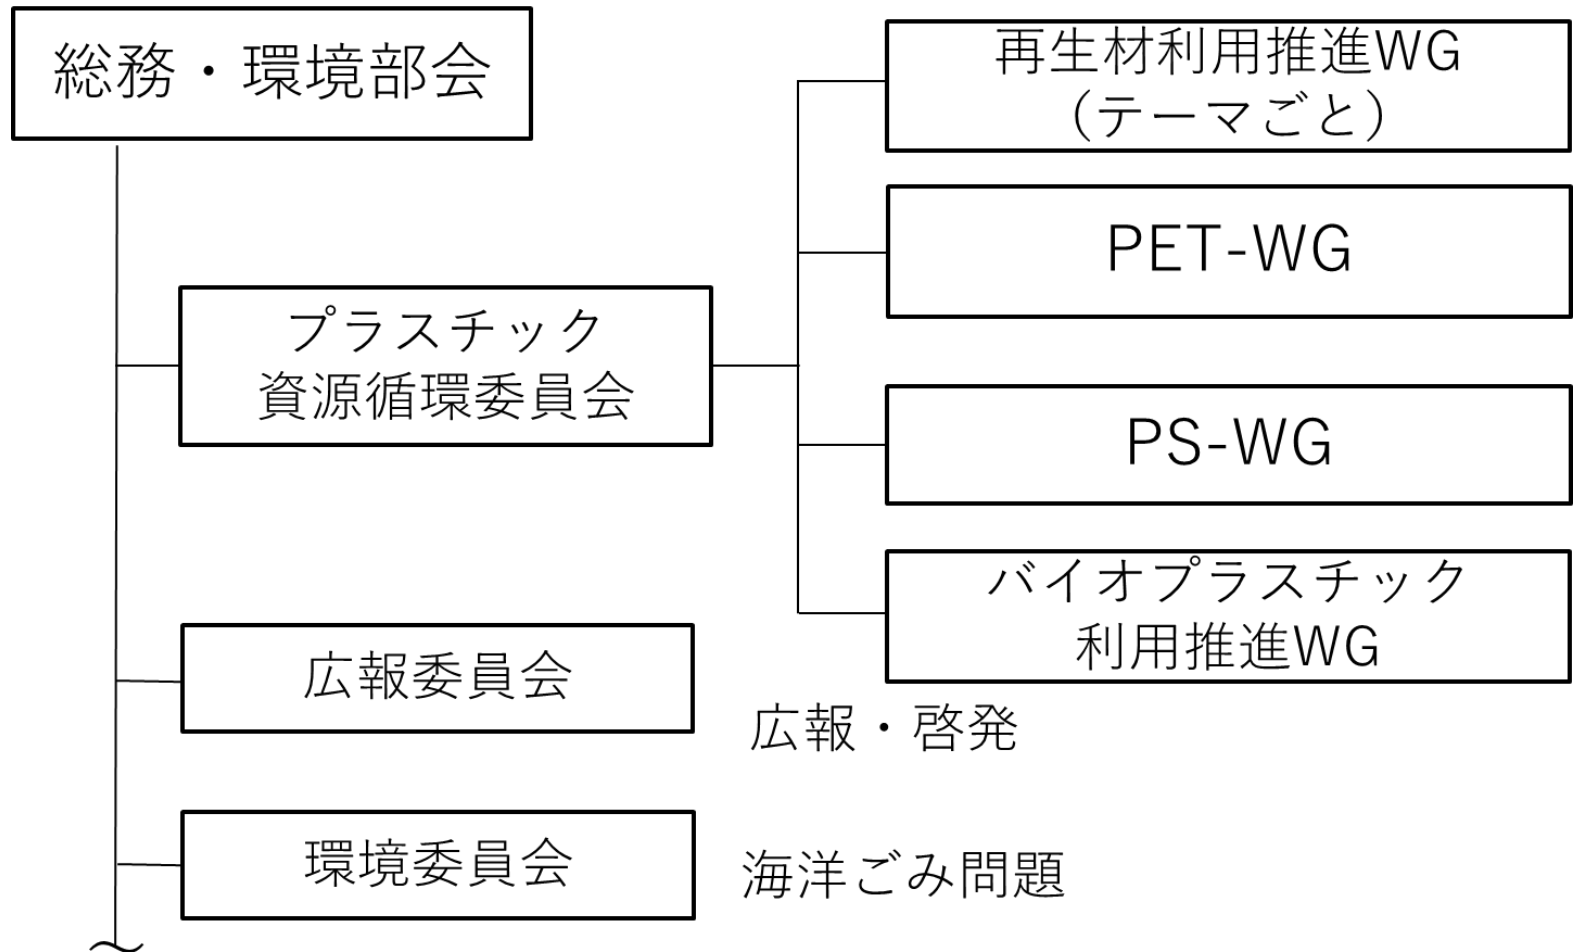 総務・環境部会
再生材利用推進WG
（テーマごと）
PET-WG
プラスチック
資源循環委員会
PS-WG
バイオプラスチック
利用推進WG
広報委員会
広報・啓発
環境委員会
海洋ごみ問題